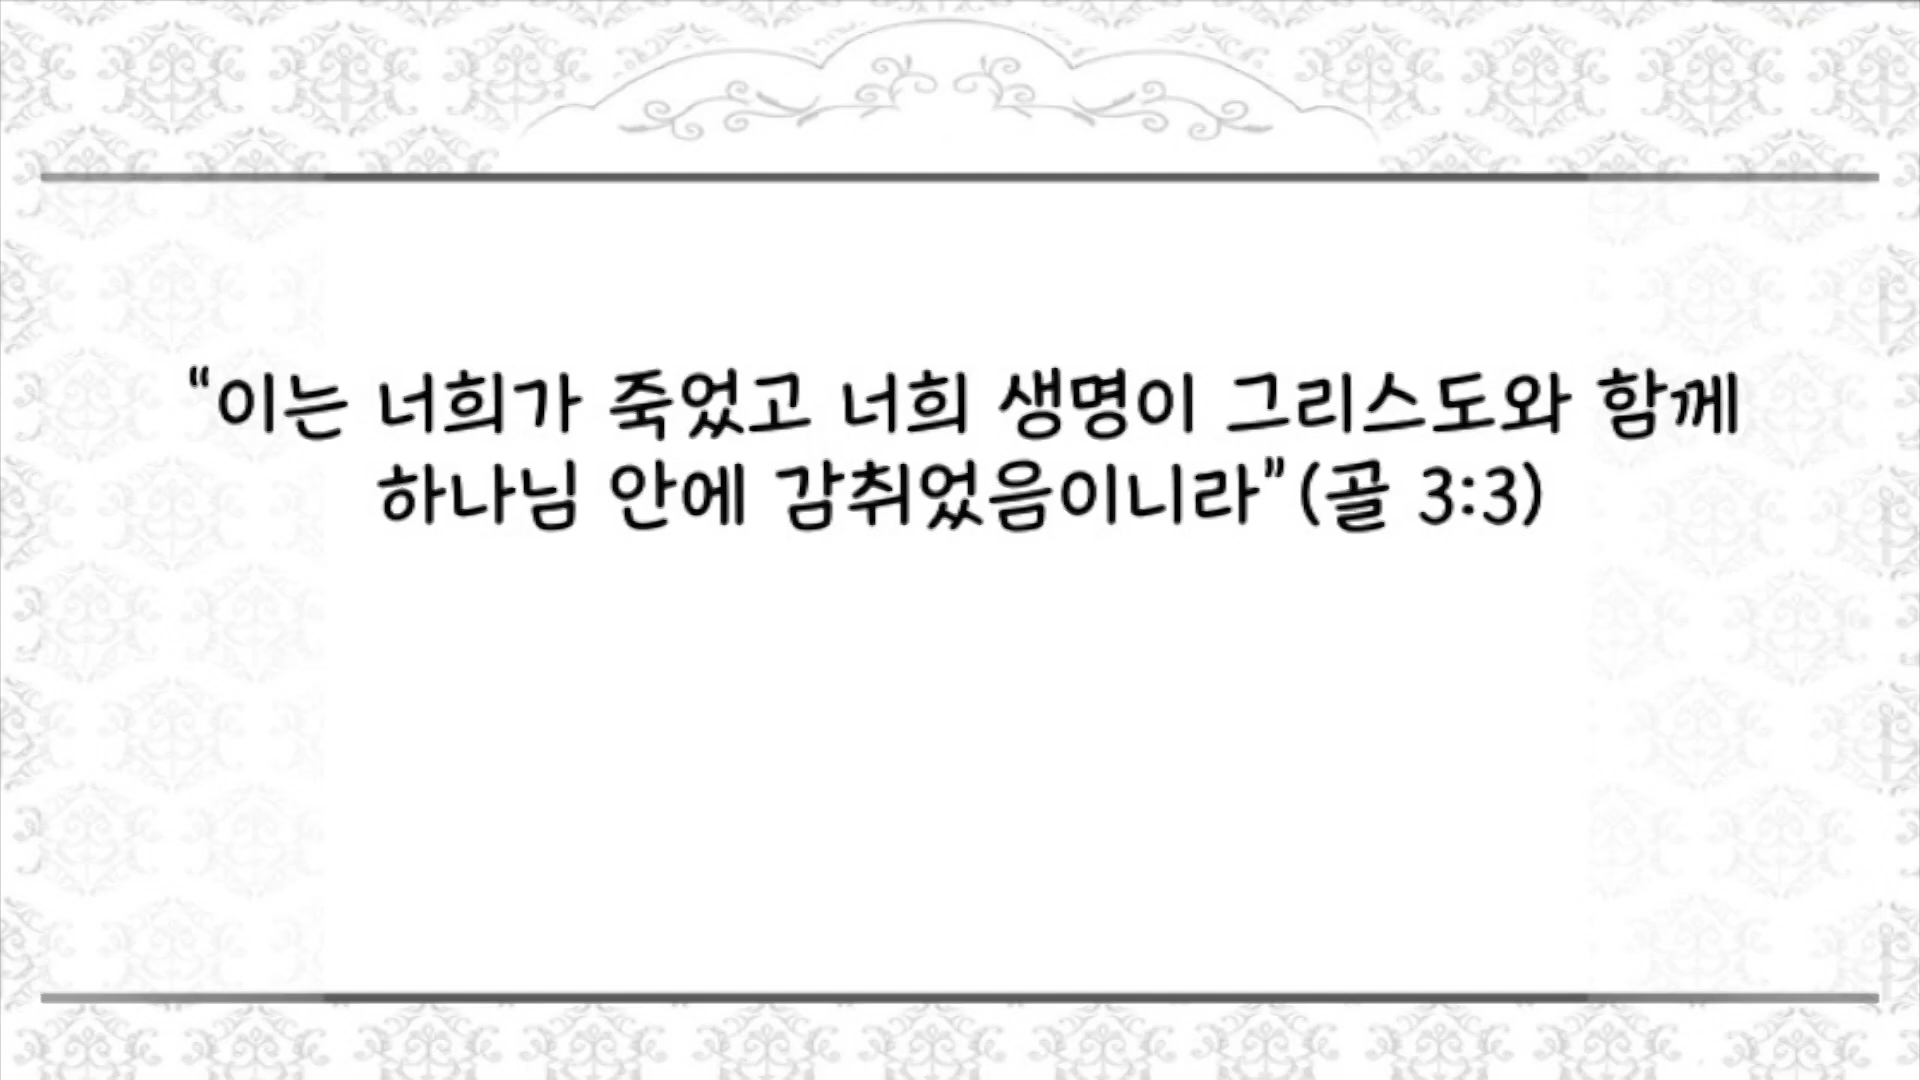 “이는 너희가 죽었고 너희 생명이 그리스도와 함께
하나님 안에 감취었음이니라”(골 3:3)